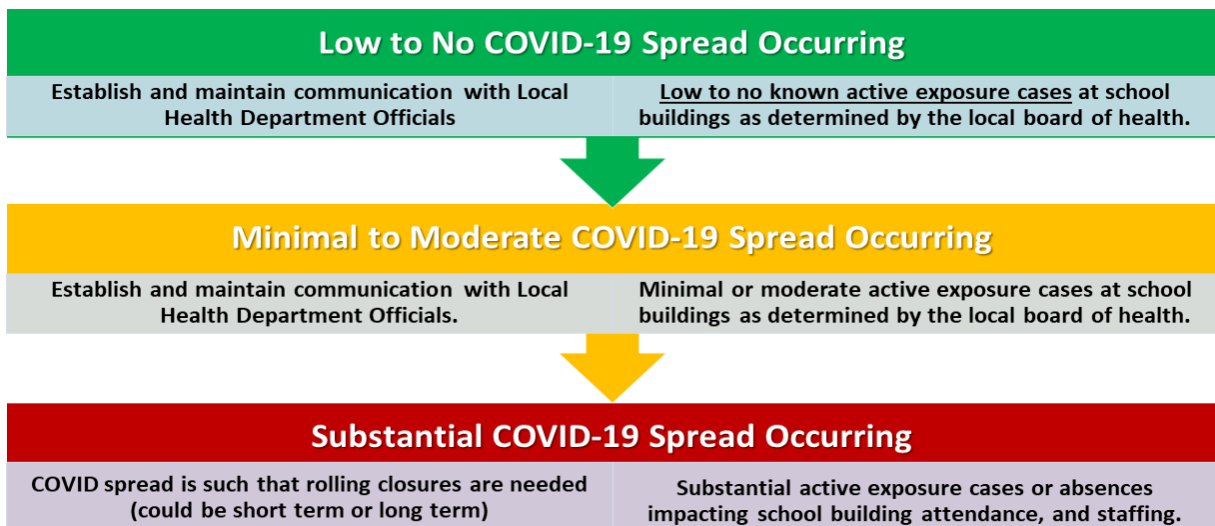 Low to No COVID-19 Spread Occurring
Establish and maintain communication with Local
Health Department Officials
Low to no known active exposure cases at school
buildings as determined by the local board of health.
Minimal to Moderate COVID-19 Spread Occurring
Establish and maintain communication with Local
Health Department Officials.
Minimal or moderate active exposure cases at school
buildings as determined by the local board of health.
Substantial COVID-19 Spread Occurring
COVID spread is such that rolling closures are needed
(could be short term or long term)
Substantial active exposure cases or absences
impacting school building attendance, and staffing.